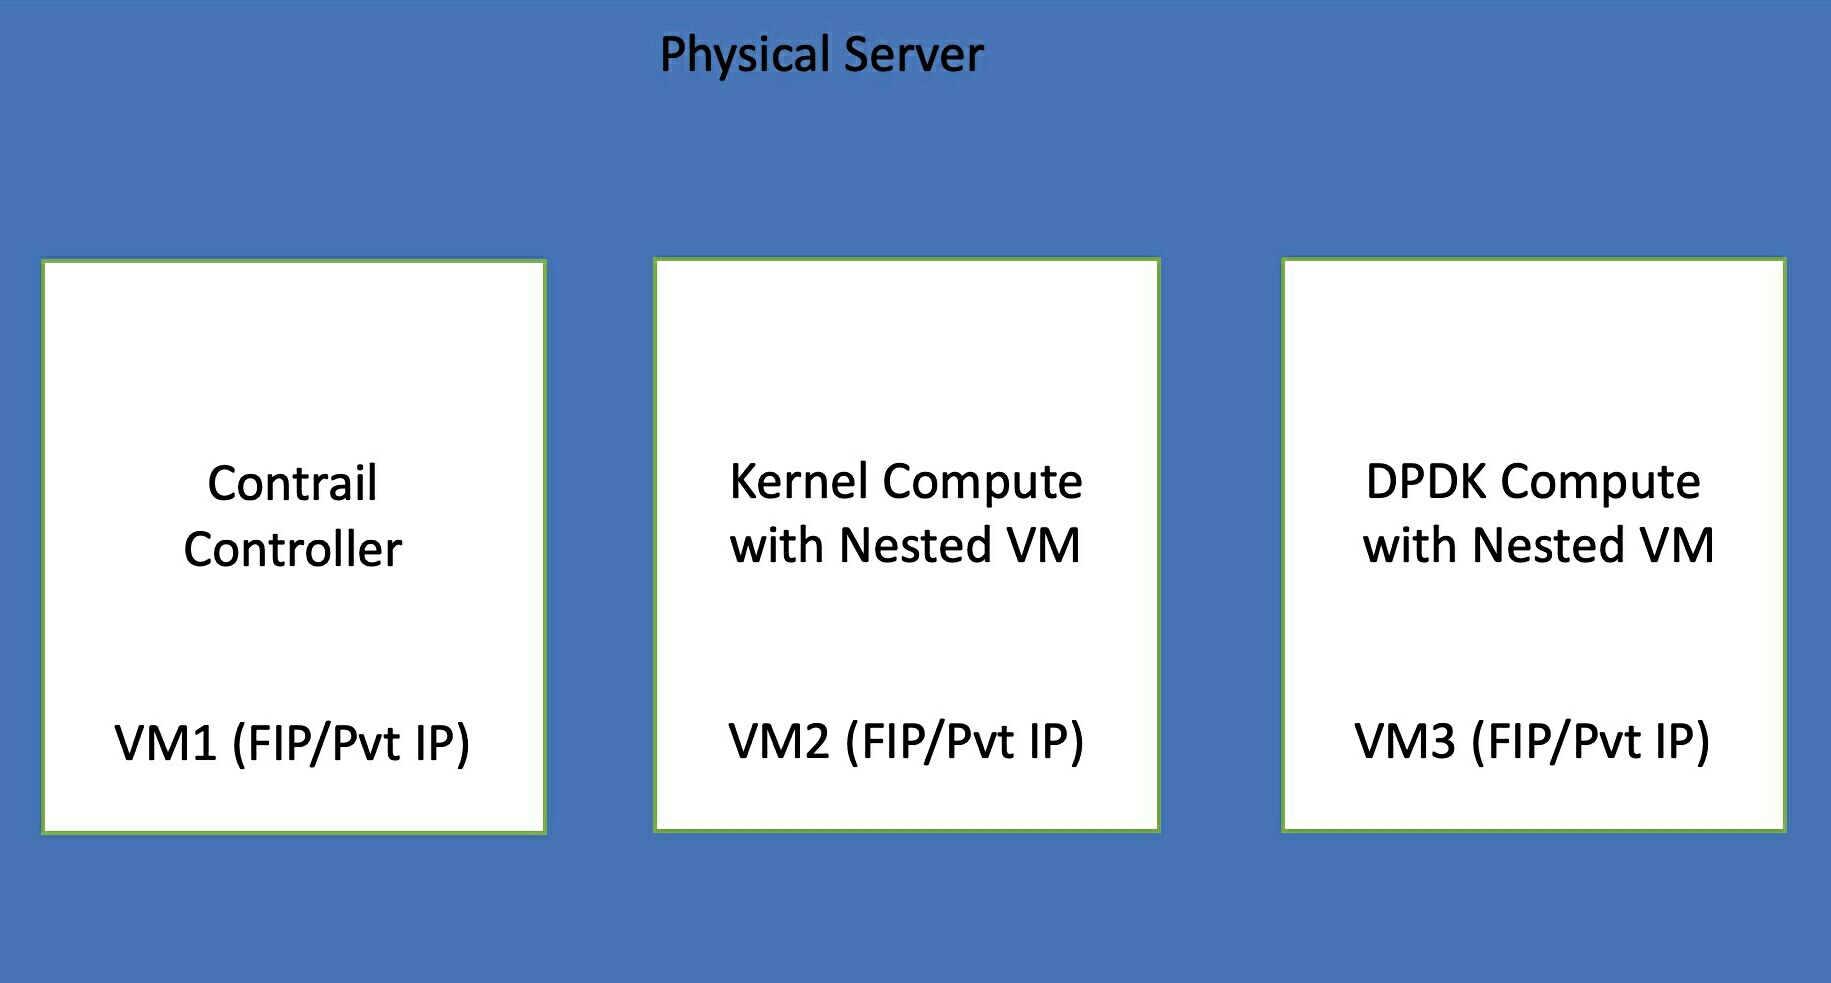 Physical Server
Contrail
Controller
VM1 (FIP/Pvt IP)
Kernel Compute
with Nested VM
VM2 (FIP/Pvt IP)
DPDK Compute
with Nested VM
VM3 (FIP/Pvt IP)